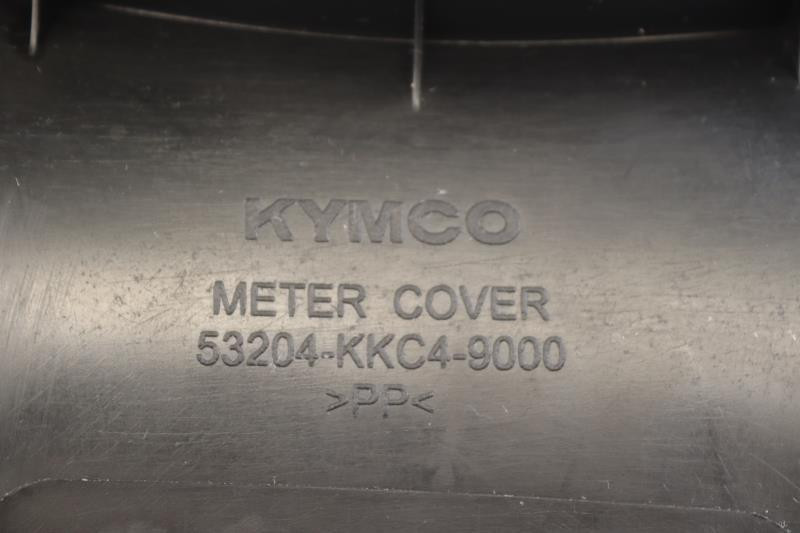 KYMCO
METER COVER
53204-KKC4-9000
>PP<